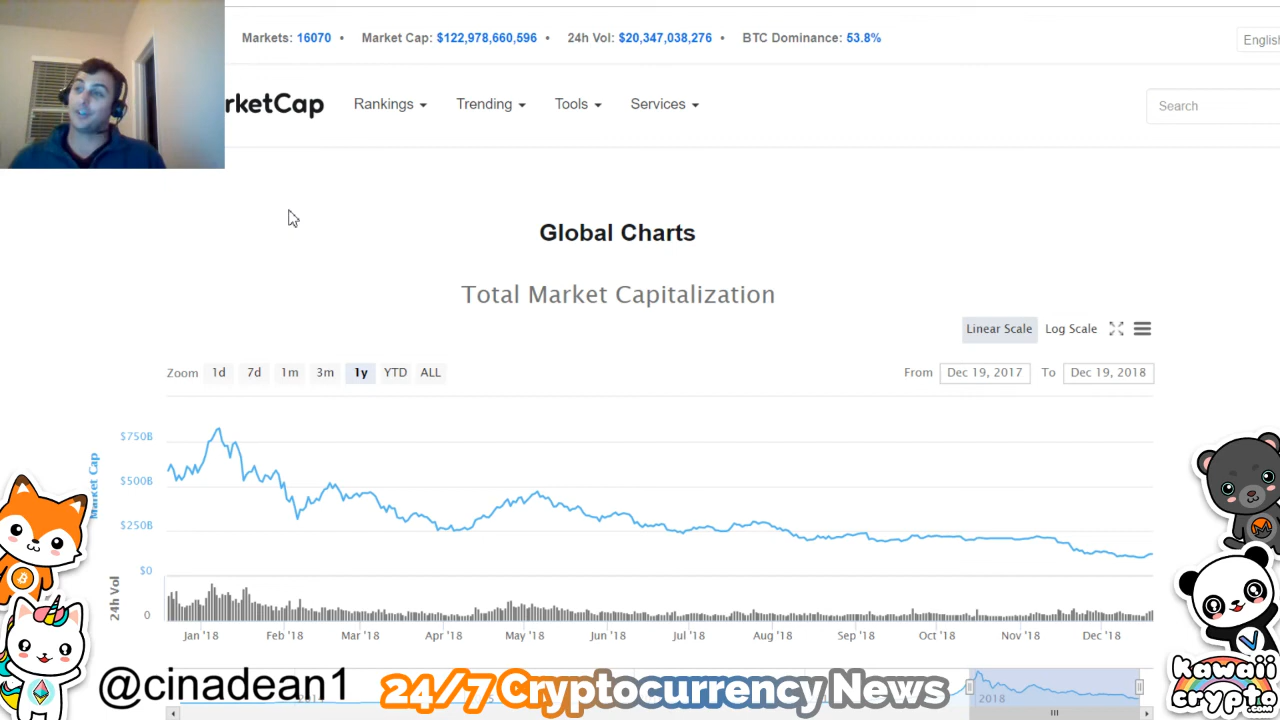 Markets: 16070 • Market Cap: $122,978,660,596 • 24h Vol: $20,347,038,276 • BTC Dominance: 53.8%
English
rketCap Rankings Trending Tools Services
Search
Global Charts
Total Market Capitalization
Linear Scale Log Scale
Zoom 1d 7d 1m 3m 1y YTD ALL
From Dec 19, 2017 To Dec 19, 2018
Market Cap
$750B
$500B
$250B
$0
24h Vol
0
Jan '18 Feb '18 Mar '18 Apr '18 May '18 Jun '18 Jul '18 Aug '18 Sep '18 Oct '18 Nov '18 Dec '18
2018
@cinadean1
24/7 Cryptocurrency News
kawaii
crypto
.com